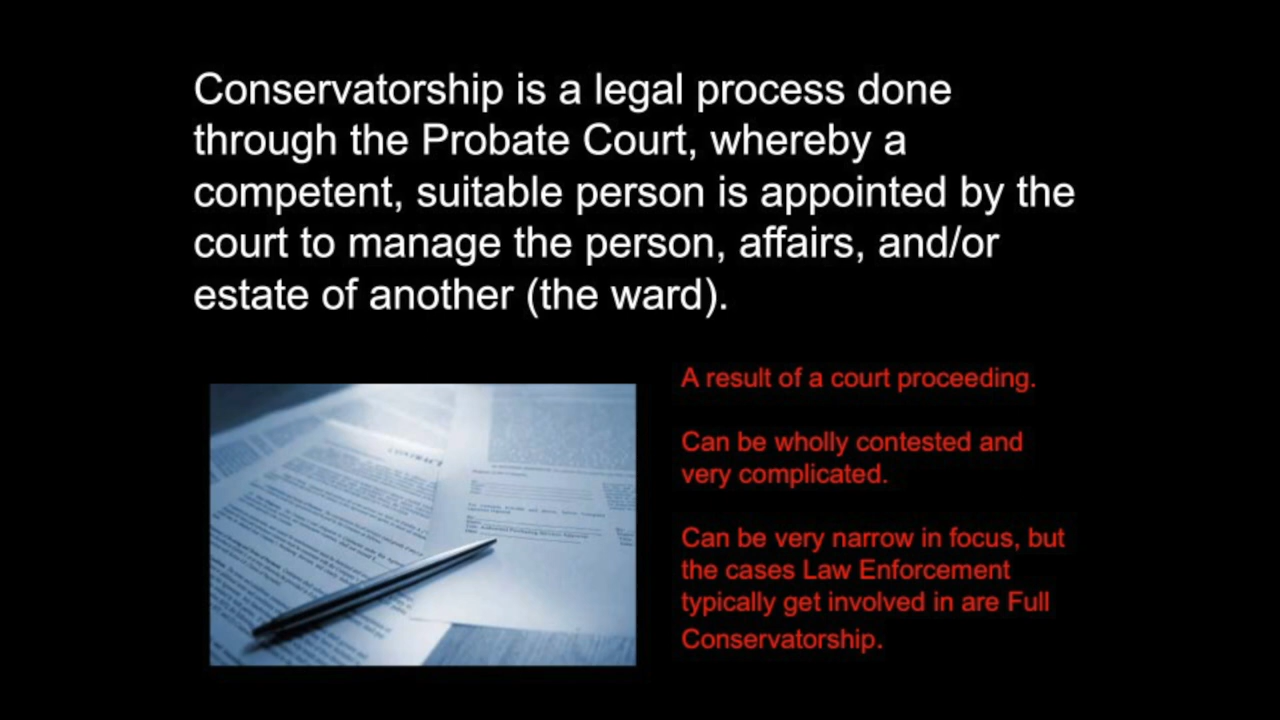 Conservatorship is a legal process done
through the Probate Court, whereby a
competent, suitable person is appointed by the
court to manage the person, affairs, and/or
estate of another (the ward).
A result of a court proceeding.
Can be wholly contested and
very complicated.
Can be very narrow in focus, but
the cases Law Enforcement
typically get involved in are Full
Conservatorship.